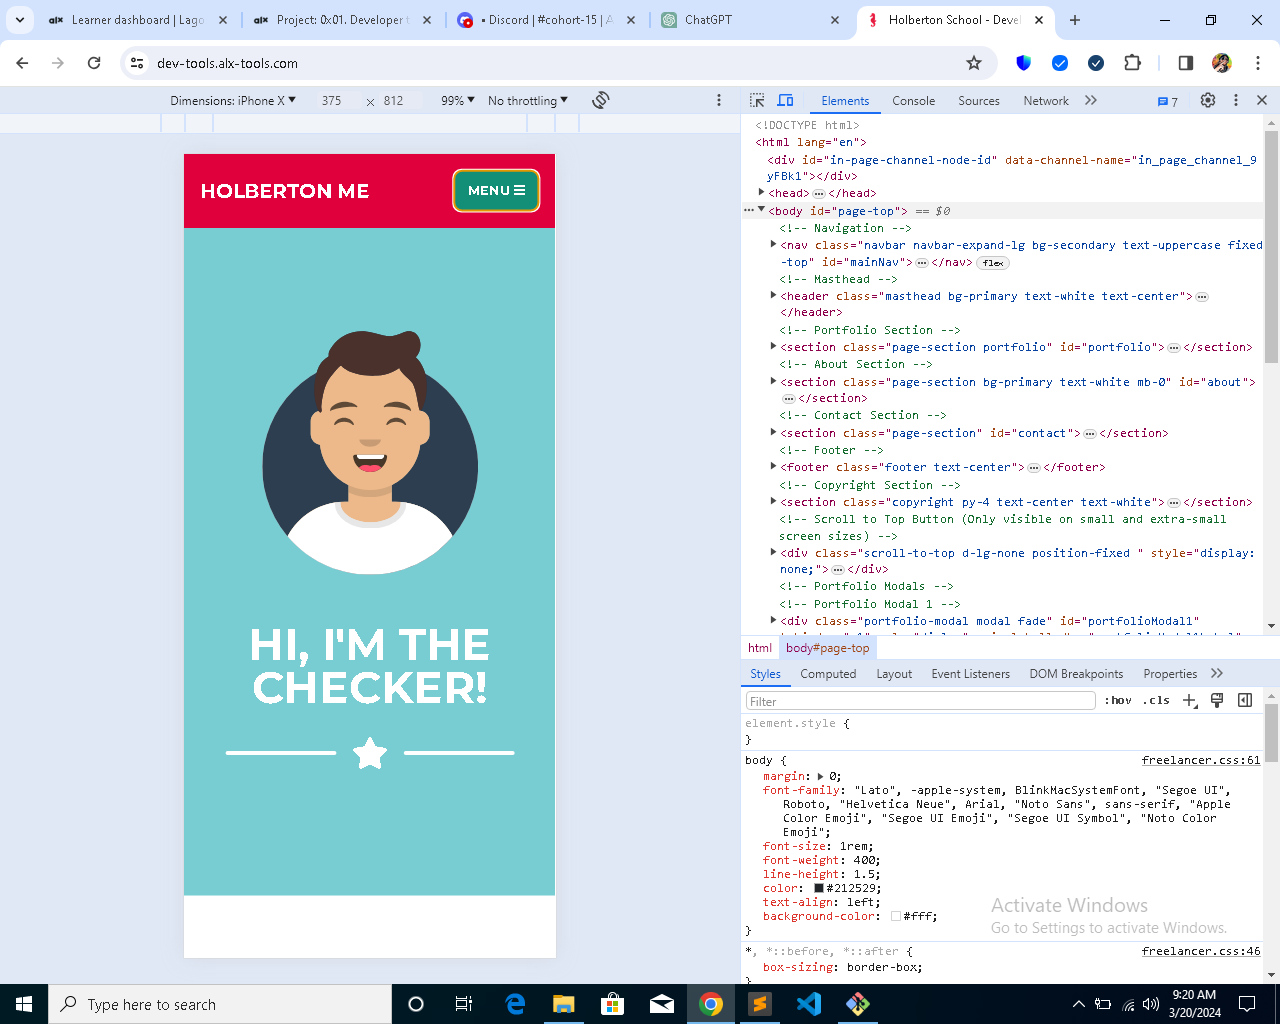 Learner dashboard | Lago
Project: 0x01. Developer t
• Discord | #cohort-15 | A
ChatGPT
Holberton School - Devel
dev-tools.alx-tools.com
Dimensions: iPhone X
375 × 812
99%
No throttling
Elements
Console
Sources
Network
7
HOLBERTON ME
MENU
HI, I'M THE
CHECKER!
<!DOCTYPE html>
<html lang="en">
<div id="in-page-channel-node-id" data-channel-name="in_page_channel_9
yFBk1"></div>
<head>…</head>
<body id="page-top"> == $0
<!-- Navigation -->
<nav class="navbar navbar-expand-lg bg-secondary text-uppercase fixed
-top" id="mainNav">…</nav> flex
<!-- Masthead -->
<header class="masthead bg-primary text-white text-center">…
</header>
<!-- Portfolio Section -->
<section class="page-section portfolio" id="portfolio">…</section>
<!-- About Section -->
<section class="page-section bg-primary text-white mb-0" id="about">
…</section>
<!-- Contact Section -->
<section class="page-section" id="contact">…</section>
<!-- Footer -->
<footer class="footer text-center">…</footer>
<!-- Copyright Section -->
<section class="copyright py-4 text-center text-white">…</section>
<!-- Scroll to Top Button (Only visible on small and extra-small
screen sizes) -->
<div class="scroll-to-top d-lg-none position-fixed " style="display:
none;">…</div>
<!-- Portfolio Modals -->
<!-- Portfolio Modal 1 -->
<div class="portfolio-modal modal fade" id="portfolioModal1"
html
body#page-top
Styles
Computed
Layout
Event Listeners
DOM Breakpoints
Properties
Filter
:hov
.cls
element.style {
}
body {
freelancer.css:61
margin: 0;
font-family: "Lato", -apple-system, BlinkMacSystemFont, "Segoe UI",
Roboto, "Helvetica Neue", Arial, "Noto Sans", sans-serif, "Apple
Color Emoji", "Segoe UI Emoji", "Segoe UI Symbol", "Noto Color
Emoji";
font-size: 1rem;
font-weight: 400;
line-height: 1.5;
color: #212529;
text-align: left;
background-color: #fff;
}
*, *::before, *::after {
freelancer.css:46
box-sizing: border-box;
}
Activate Windows
Go to Settings to activate Windows.
Type here to search
9:20 AM
3/20/2024